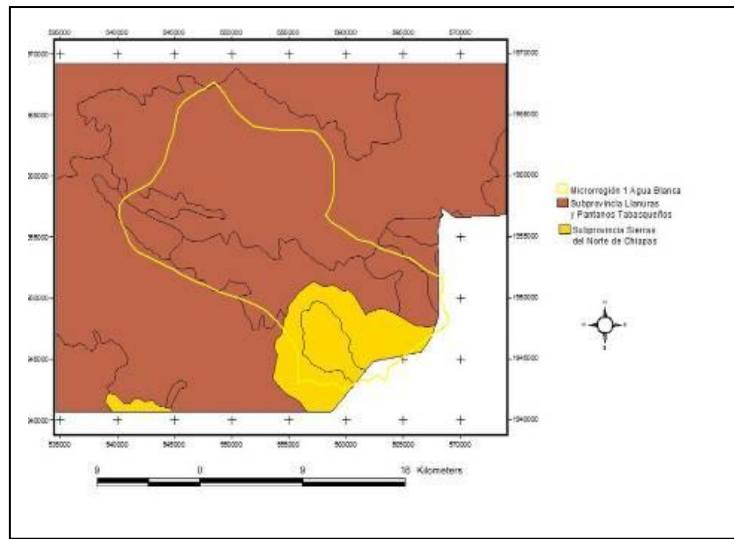 535000 540000 545000 550000 555000 560000 565000 570000
1970000
1965000
1960000
1955000
1950000
1945000
1940000
Microrregión 1 Agua Blanca
Subprovincia Llanuras
y Pantanos Tabasqueños
Subprovincia Sierras
del Norte de Chiapas
N
S
535000 540000 545000 550000 555000 560000 565000 570000
9 0 9 18 Kilometers